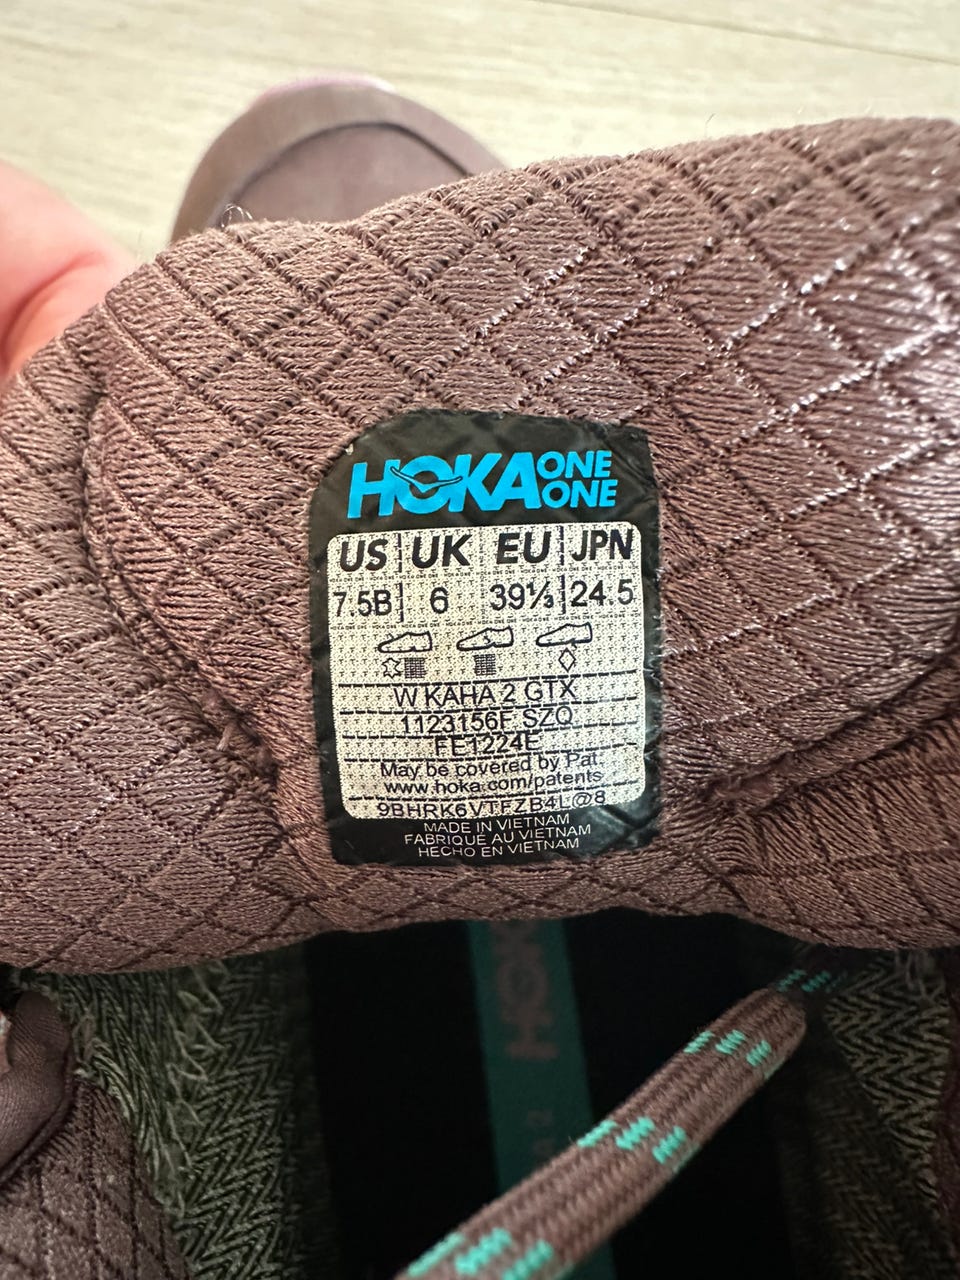 HOKA ONE ONE
US UK EU JPN
7.5B 6 39⅓ 24.5
W KAHA 2 GTX
1123156F SZQ
FE1224E
May be covered by Pat.
www.hoka.com/patents
9BHRK6VTFZB4L@8
MADE IN VIETNAM
FABRIQUÉ AU VIETNAM
HECHO EN VIETNAM
HOKA